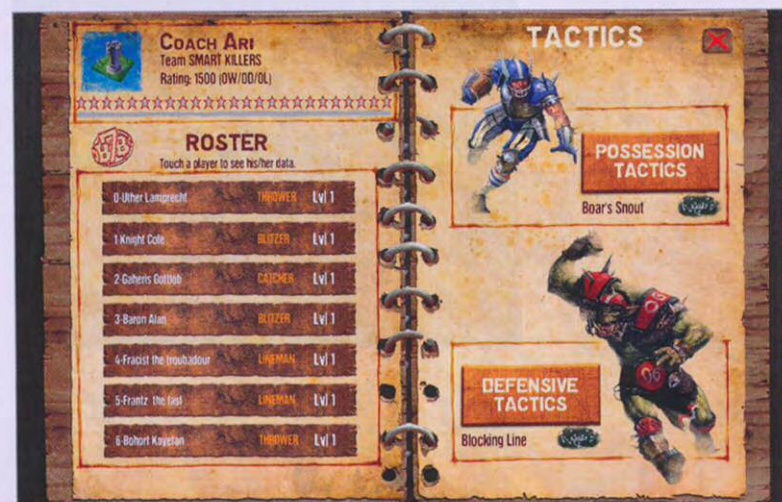 COACH ARI
Team SMART KILLERS
Rating: 1500 (0W/0D/0L)
ROSTER
Touch a player to see his/her data.
0-Uther Lamprecht THROWER Lvl 1
1 Knight Cole BLITZER Lvl 1
2-Gaheris Gottlob CATCHER Lvl 1
3-Baron Alan BLITZER Lvl 1
4-Fracist the troubadour LINEMAN Lvl 1
5-Frantz the fast LINEMAN Lvl 1
6-Bohort Kayetan THROWER Lvl 1
TACTICS
POSSESSION
TACTICS
Boar's Snout
DEFENSIVE
TACTICS
Blocking Line